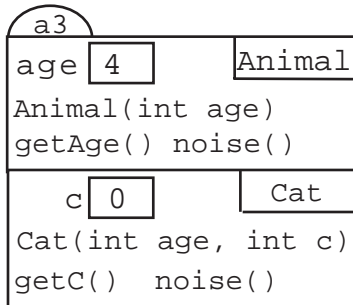 a3
age 4 Animal
Animal(int age)
getAge() noise()
c 0 Cat
Cat(int age, int c)
getC() noise()